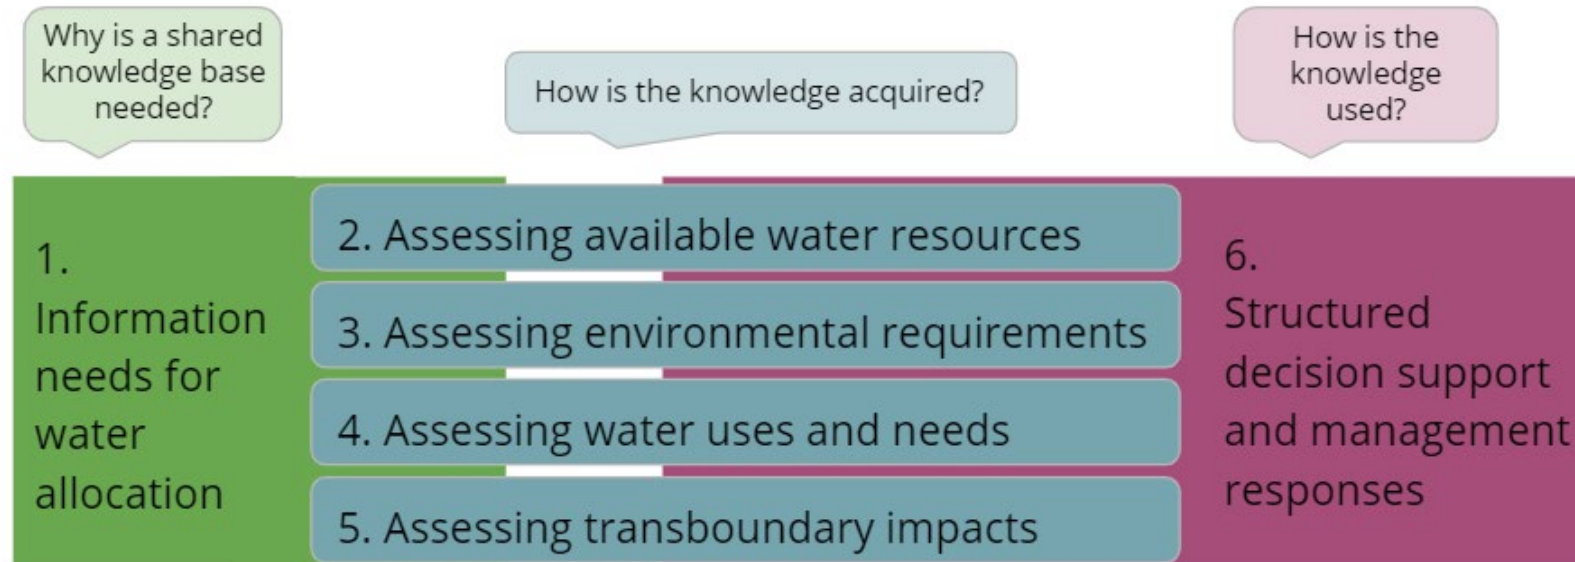 Why is a shared
knowledge base
needed?
How is the knowledge acquired?
How is the
knowledge
used?
1.
Information
needs for
water
allocation
2. Assessing available water resources
3. Assessing environmental requirements
4. Assessing water uses and needs
5. Assessing transboundary impacts
6.
Structured
decision support
and management
responses